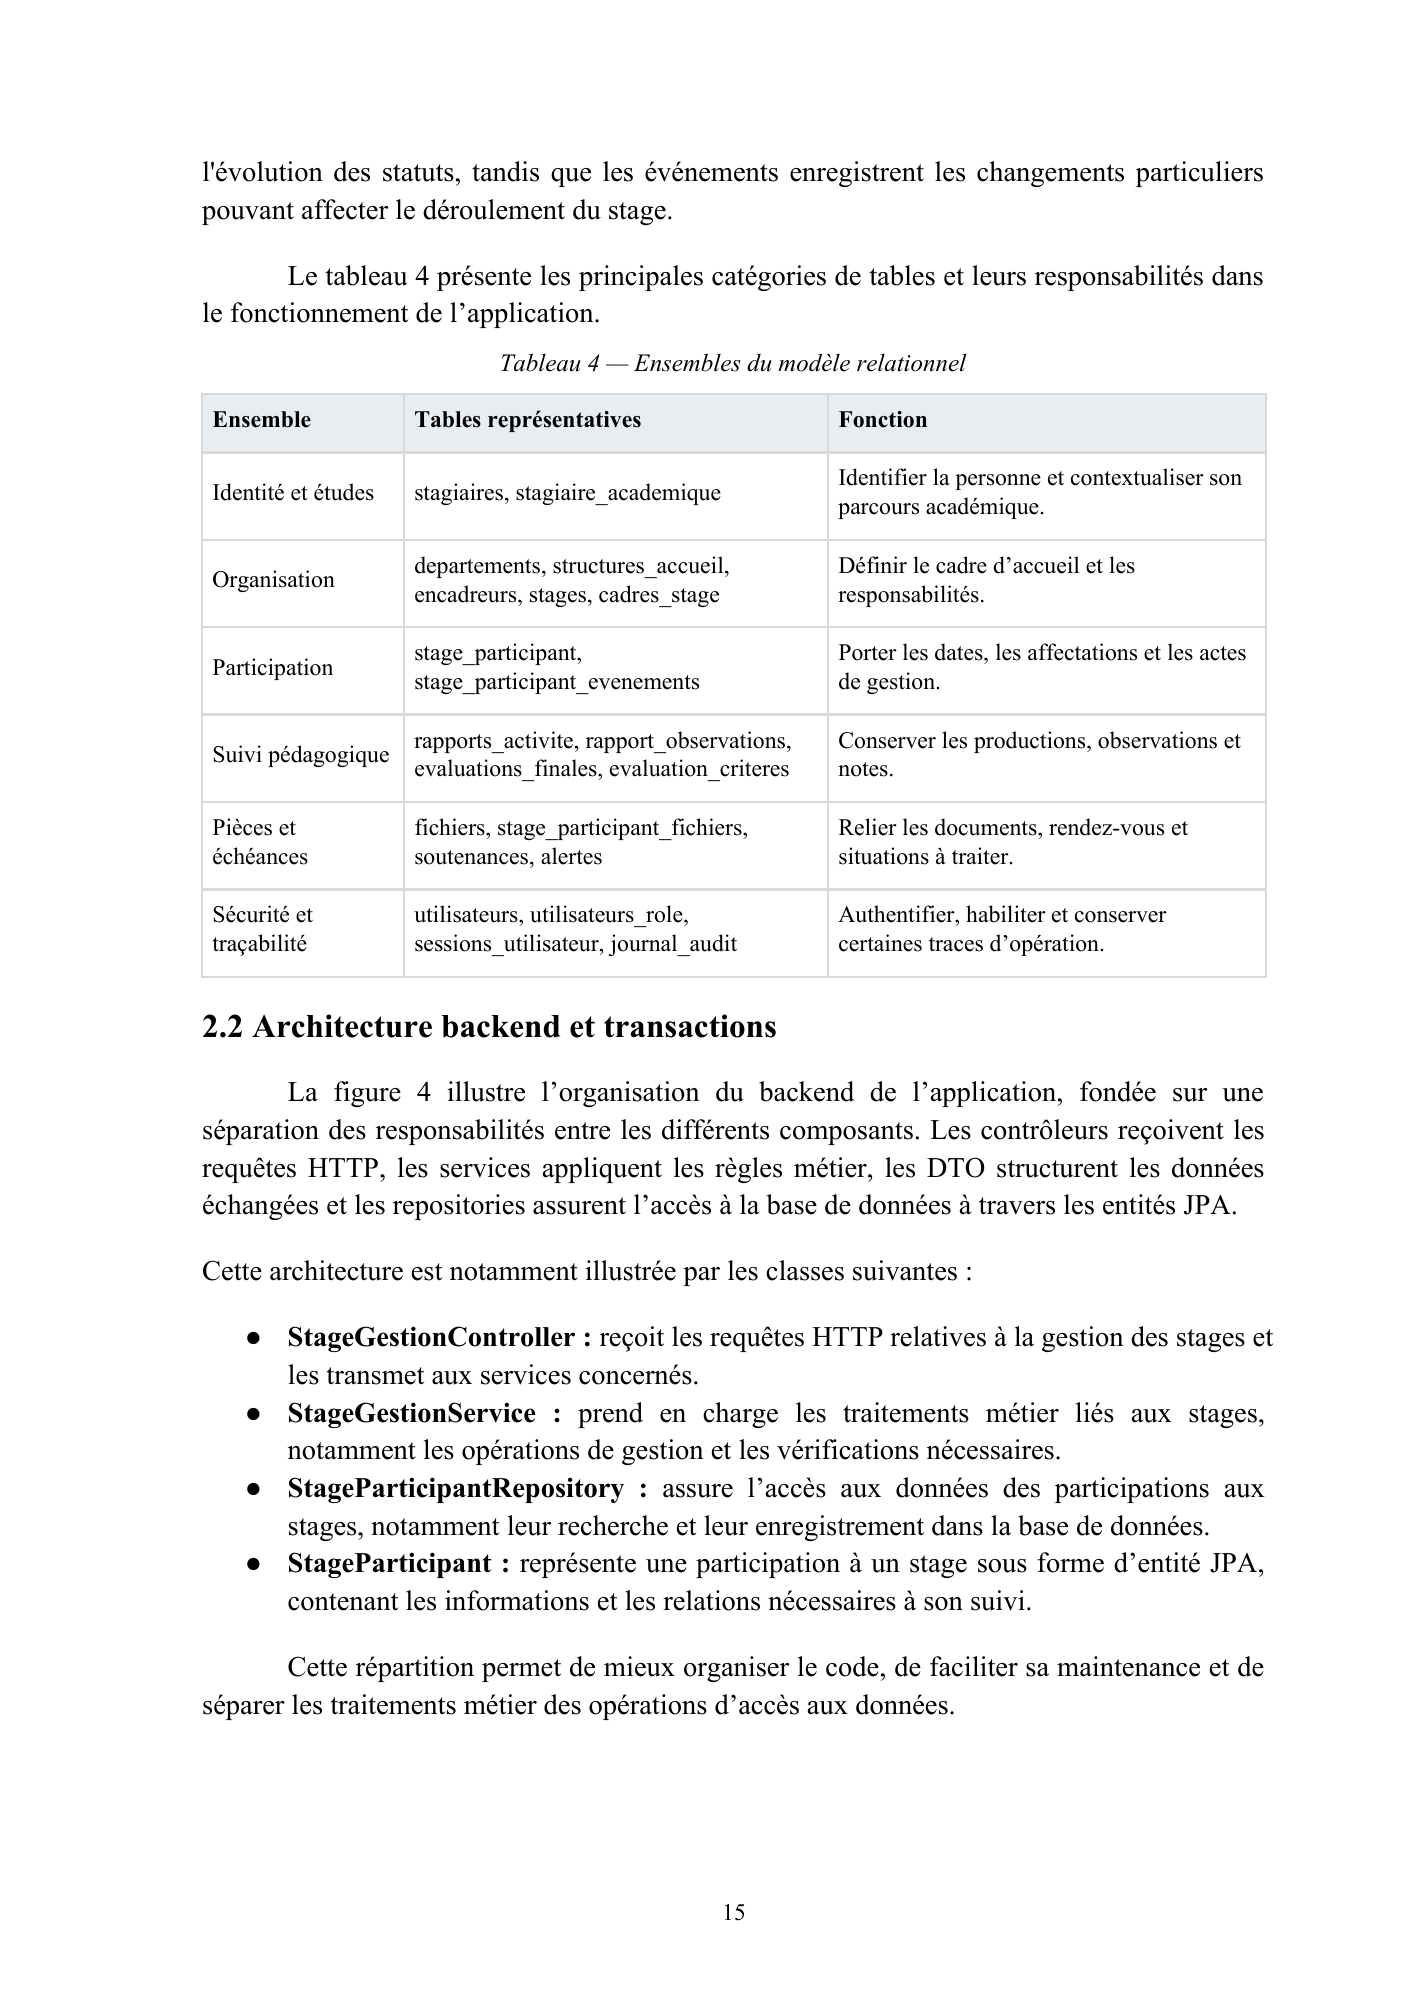 l'évolution des statuts, tandis que les événements enregistrent les changements particuliers
pouvant affecter le déroulement du stage.
Le tableau 4 présente les principales catégories de tables et leurs responsabilités dans
le fonctionnement de l’application.
Tableau 4 — Ensembles du modèle relationnel
Ensemble Tables représentatives Fonction
Identité et études stagiaires, stagiaire_academique Identifier la personne et contextualiser son
parcours académique.
Organisation departements, structures_accueil,
encadreurs, stages, cadres_stage Définir le cadre d’accueil et les
responsabilités.
Participation stage_participant,
stage_participant_evenements Porter les dates, les affectations et les actes
de gestion.
Suivi pédagogique rapports_activite, rapport_observations,
evaluations_finales, evaluation_criteres Conserver les productions, observations et
notes.
Pièces et
échéances fichiers, stage_participant_fichiers,
soutenances, alertes Relier les documents, rendez-vous et
situations à traiter.
Sécurité et
traçabilité utilisateurs, utilisateurs_role,
sessions_utilisateur, journal_audit Authentifier, habiliter et conserver
certaines traces d’opération.
2.2 Architecture backend et transactions
La figure 4 illustre l’organisation du backend de l’application, fondée sur une
séparation des responsabilités entre les différents composants. Les contrôleurs reçoivent les
requêtes HTTP, les services appliquent les règles métier, les DTO structurent les données
échangées et les repositories assurent l’accès à la base de données à travers les entités JPA.
Cette architecture est notamment illustrée par les classes suivantes :
● StageGestionController : reçoit les requêtes HTTP relatives à la gestion des stages et
les transmet aux services concernés.
● StageGestionService : prend en charge les traitements métier liés aux stages,
notamment les opérations de gestion et les vérifications nécessaires.
● StageParticipantRepository : assure l’accès aux données des participations aux
stages, notamment leur recherche et leur enregistrement dans la base de données.
● StageParticipant : représente une participation à un stage sous forme d’entité JPA,
contenant les informations et les relations nécessaires à son suivi.
Cette répartition permet de mieux organiser le code, de faciliter sa maintenance et de
séparer les traitements métier des opérations d’accès aux données.
15